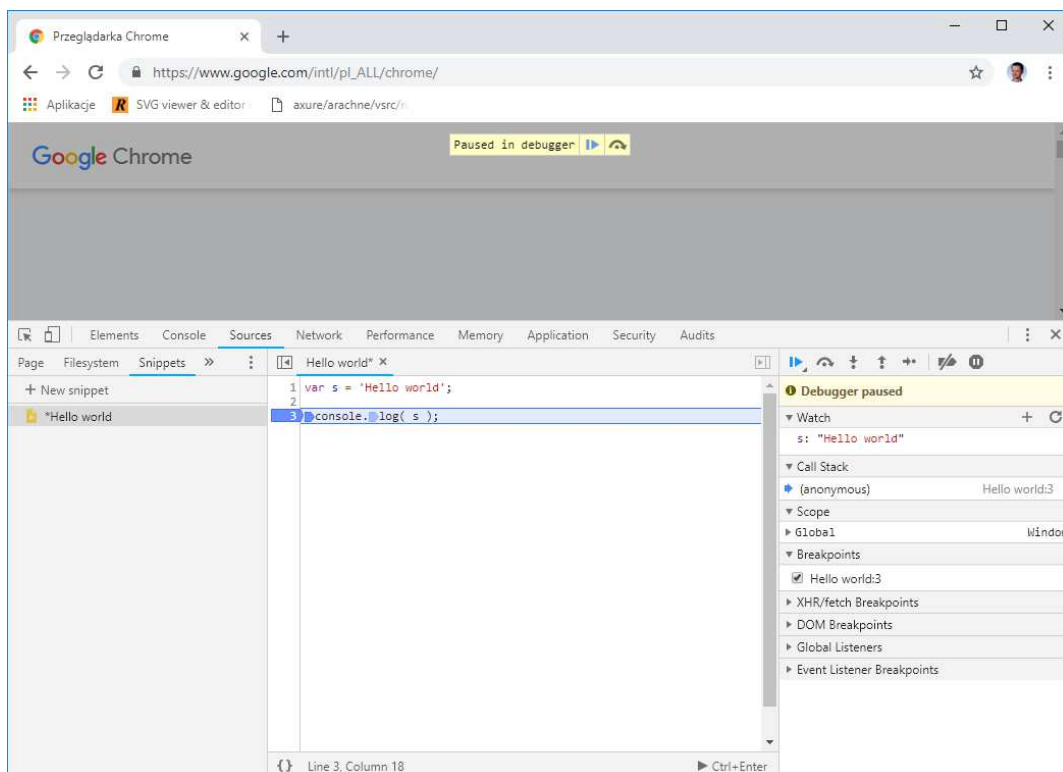 Przeglądarka Chrome
https://www.google.com/intl/pl_ALL/chrome/
Aplikacje R SVG viewer & editor axure/arachne/vsrc/
Google Chrome
Paused in debugger
Elements Console Sources Network Performance Memory Application Security Audits
Page Filesystem Snippets » Hello world*
+ New snippet
*Hello world
1 var s = 'Hello world';
2
3 console.log( s );
Debugger paused
Watch
s: "Hello world"
Call Stack
(anonymous) Hello world:3
Scope
Global Windo
Breakpoints
Hello world:3
XHR/fetch Breakpoints
DOM Breakpoints
Global Listeners
Event Listener Breakpoints
{} Line 3, Column 18 Ctrl+Enter